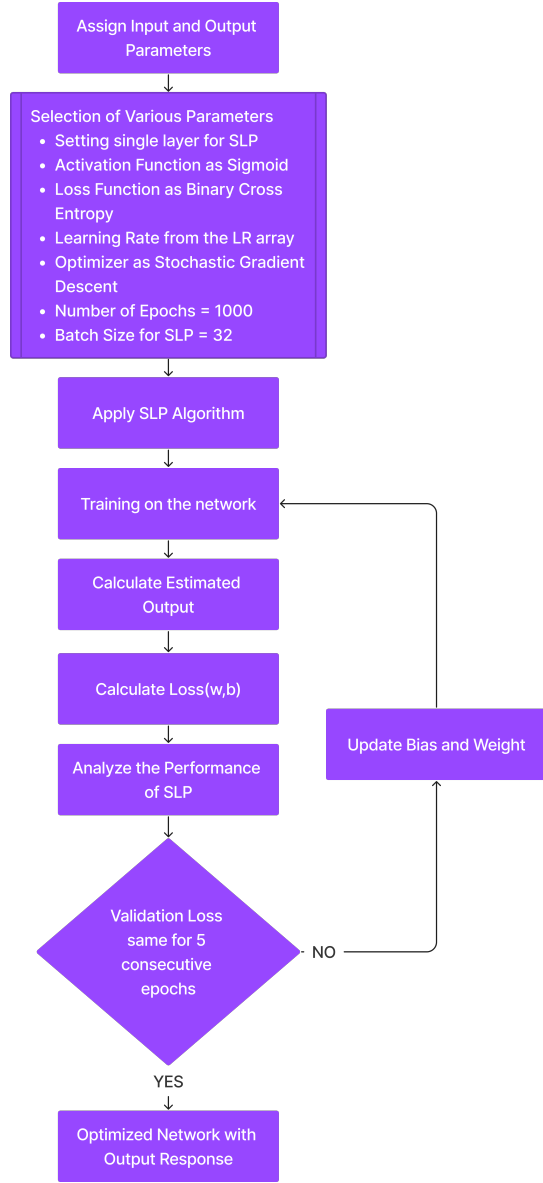 Assign Input and Output
Parameters
Selection of Various Parameters
• Setting single layer for SLP
• Activation Function as Sigmoid
• Loss Function as Binary Cross
Entropy
• Learning Rate from the LR array
• Optimizer as Stochastic Gradient
Descent
• Number of Epochs = 1000
• Batch Size for SLP = 32
Apply SLP Algorithm
Training on the network
Calculate Estimated
Output
Calculate Loss(w,b)
Update Bias and Weight
Analyze the Performance
of SLP
Validation Loss
same for 5
consecutive
epochs
NO
YES
Optimized Network with
Output Response